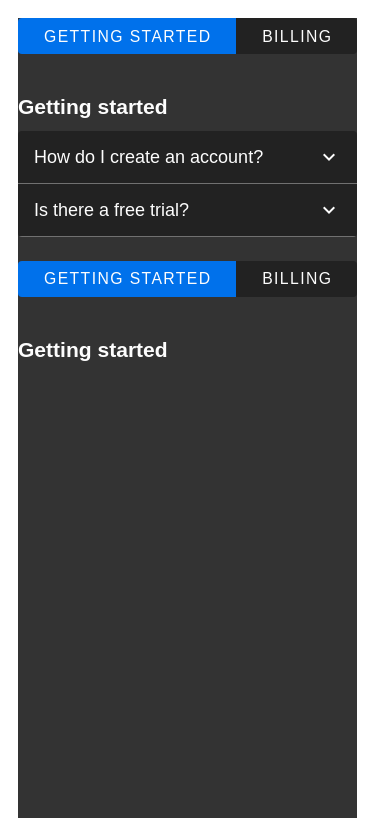 GETTING STARTED BILLING
Getting started
How do I create an account?
Is there a free trial?
GETTING STARTED BILLING
Getting started